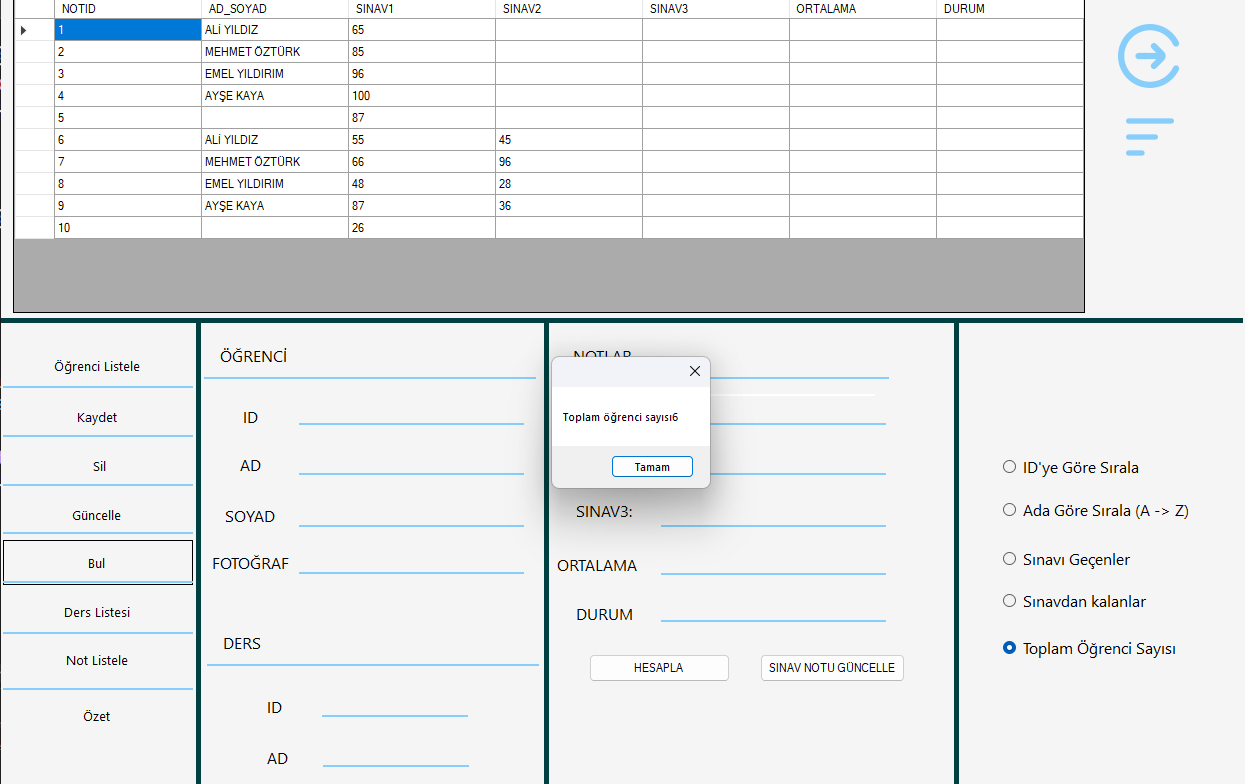 NOTID AD_SOYAD SINAV1 SINAV2 SINAV3 ORTALAMA DURUM
1 ALİ YILDIZ 65
2 MEHMET ÖZTÜRK 85
3 EMEL YILDIRIM 96
4 AYŞE KAYA 100
5 87
6 ALİ YILDIZ 55 45
7 MEHMET ÖZTÜRK 66 96
8 EMEL YILDIRIM 48 28
9 AYŞE KAYA 87 36
10 26
Öğrenci Listele
Kaydet
Sil
Güncelle
Bul
Ders Listesi
Not Listele
Özet
ÖĞRENCİ
ID
AD
SOYAD
FOTOĞRAF
DERS
ID
AD
NOTLAR
Toplam öğrenci sayısı6
Tamam
SINAV3:
ORTALAMA
DURUM
HESAPLA SINAV NOTU GÜNCELLE
ID'ye Göre Sırala
Ada Göre Sırala (A -> Z)
Sınavı Geçenler
Sınavdan kalanlar
Toplam Öğrenci Sayısı